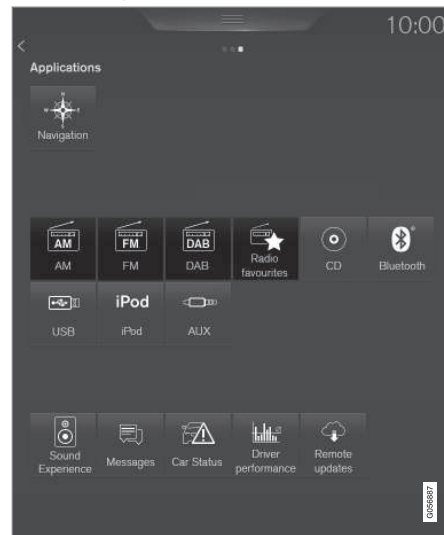 10:00
Applications
N
W E
S
Navigation
AM FM DAB
AM FM DAB Radio favourites CD Bluetooth
iPod
USB iPod AUX
Sound Experience Messages Car Status Driver performance Remote updates
G056887